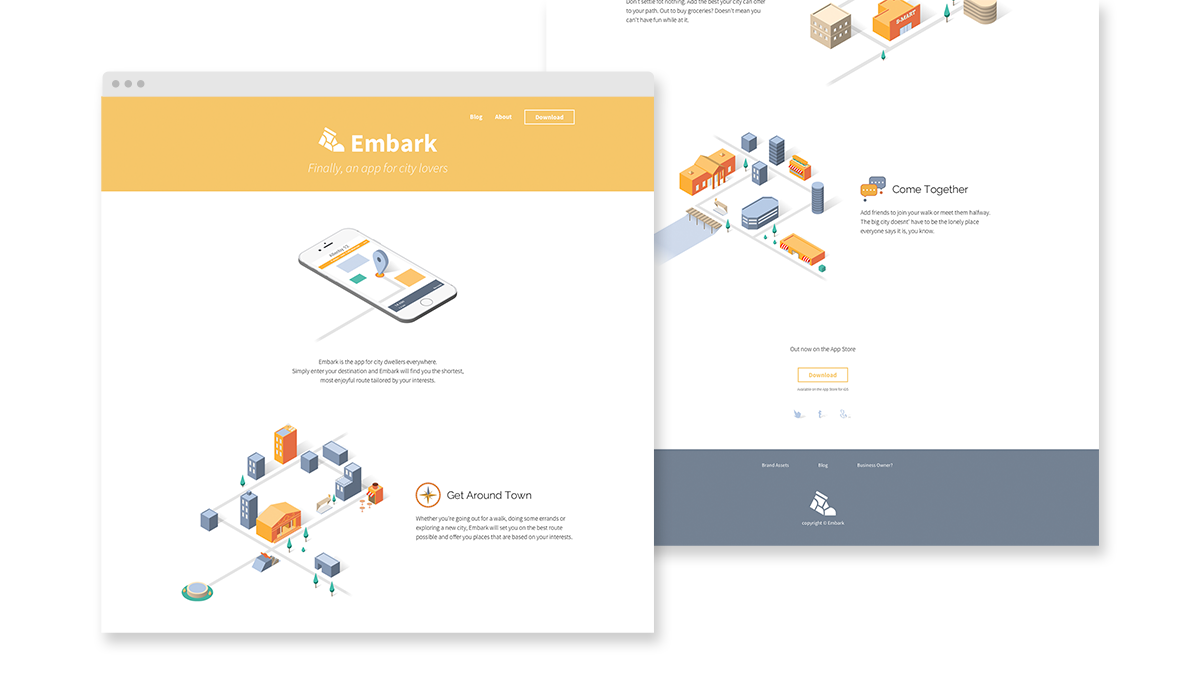 Blog
About
Download
Embark
Finally, an app for city lovers
Embark is the app for city dwellers everywhere.
Simply enter your destination and Embark will find you the shortest,
most enjoyable route tailored by your interests.
Get Around Town
Whether you're going out for a walk, doing some errands or
exploring a new city, Embark will set you on the best route
possible and offer you places that are based on your interests.
Don't settle fot nothing. Add the best your city can offer
to your path. Out to buy groceries? Doesn't mean you
can't have fun while at it.
Come Together
Add friends to join your walk or meet them halfway.
The big city doesnt' have to be the lonely place
everyone says it is, you know.
Out now on the App Store
Download
Available on the App Store for iOS
Brand Assets
Blog
Business Owner?
copyright © Embark